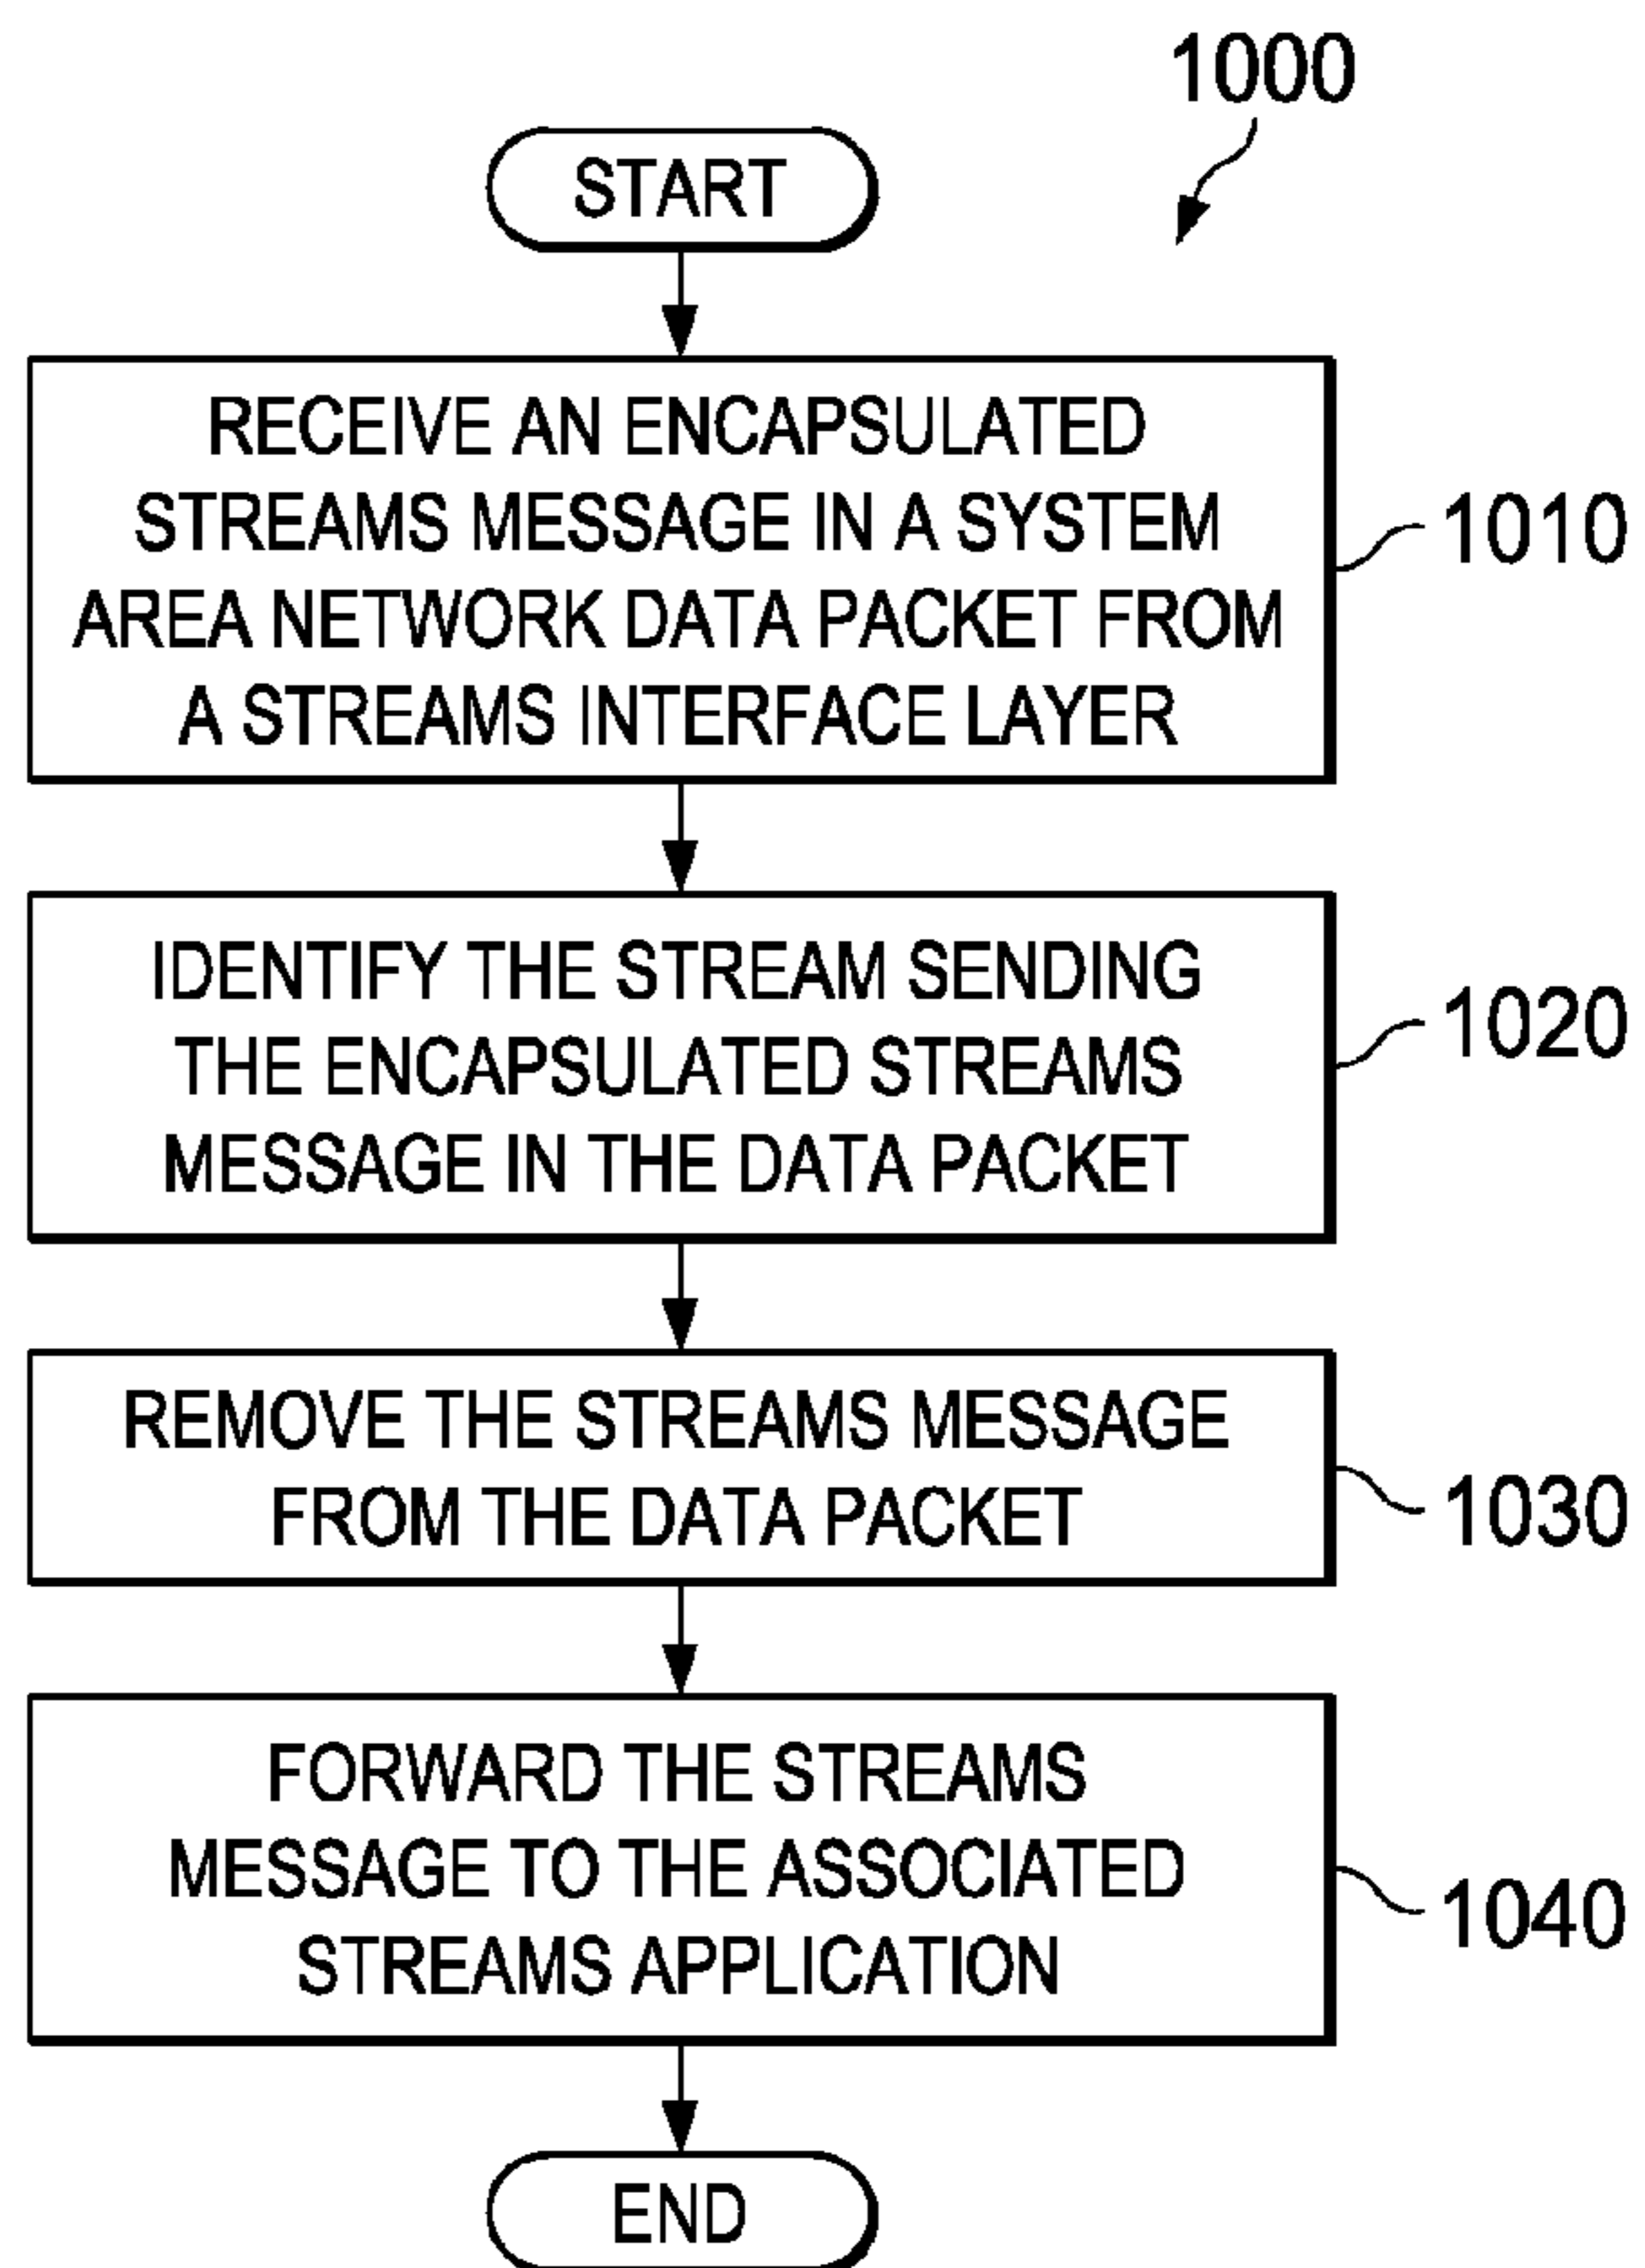 1000
START
RECEIVE AN ENCAPSULATED
STREAMS MESSAGE IN A SYSTEM
AREA NETWORK DATA PACKET FROM
A STREAMS INTERFACE LAYER
1010
IDENTIFY THE STREAM SENDING
THE ENCAPSULATED STREAMS
MESSAGE IN THE DATA PACKET
1020
REMOVE THE STREAMS MESSAGE
FROM THE DATA PACKET
1030
FORWARD THE STREAMS
MESSAGE TO THE ASSOCIATED
STREAMS APPLICATION
1040
END